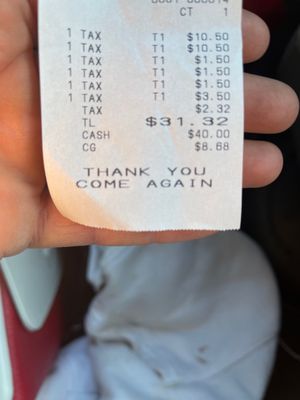 CT 1
1 TAX T1 $10.50
1 TAX T1 $10.50
1 TAX T1 $1.50
1 TAX T1 $1.50
1 TAX T1 $1.50
1 TAX T1 $3.50
TAX $2.32
TL $31.32
CASH $40.00
CG $8.68
THANK YOU
COME AGAIN